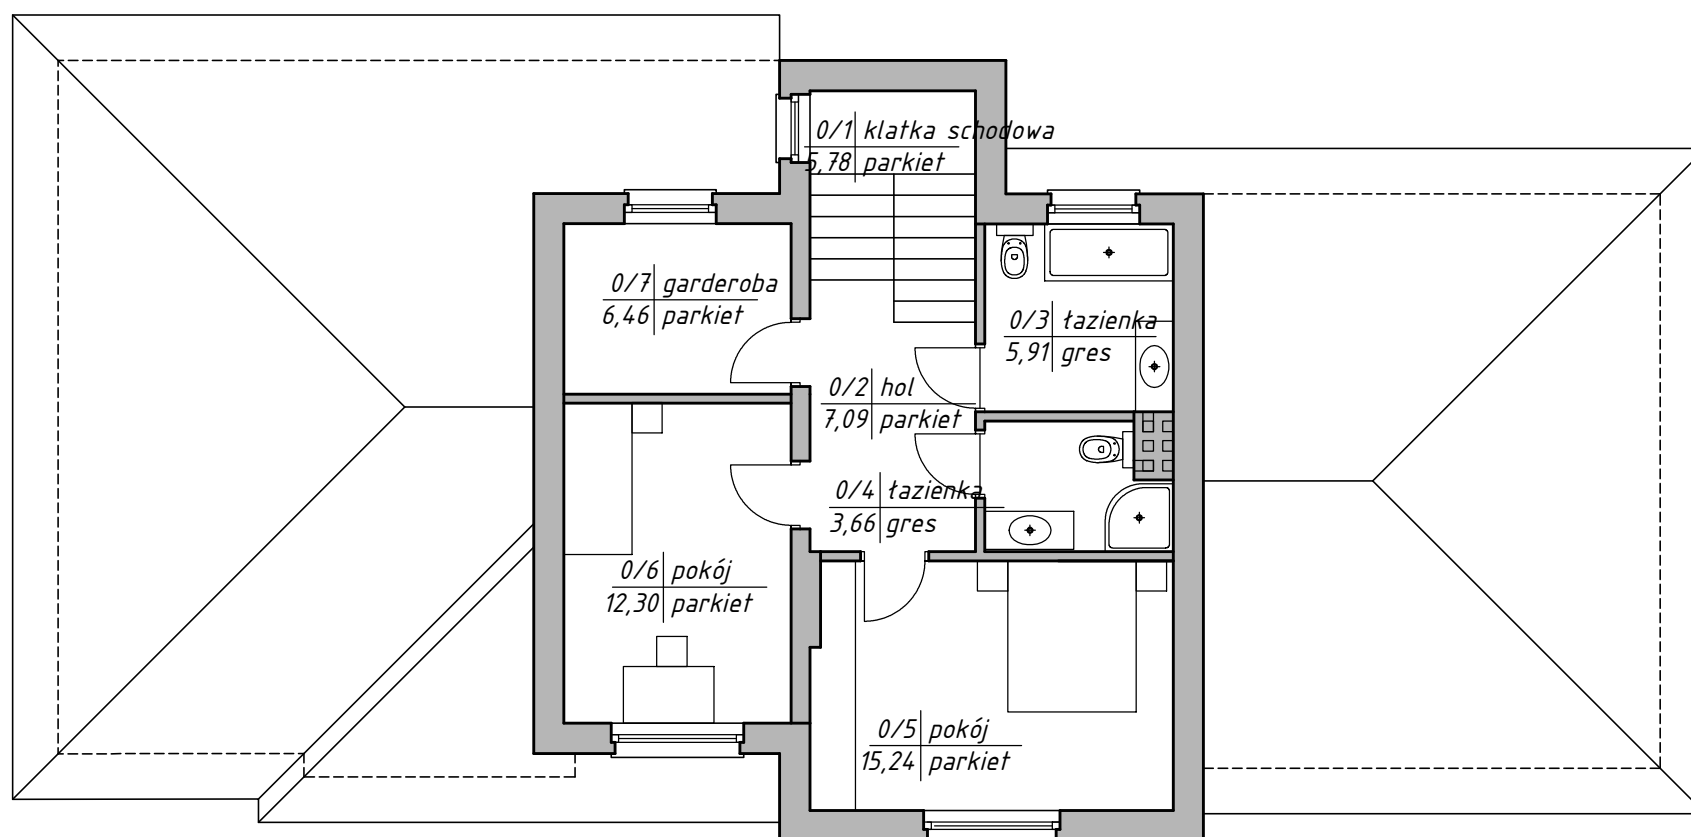 0/1 klatka schodowa
5,78 parkiet
0/7 garderoba
6,46 parkiet
0/3 łazienka
5,91 gres
0/2 hol
7,09 parkiet
0/4 łazienka
3,66 gres
0/6 pokój
12,30 parkiet
0/5 pokój
15,24 parkiet